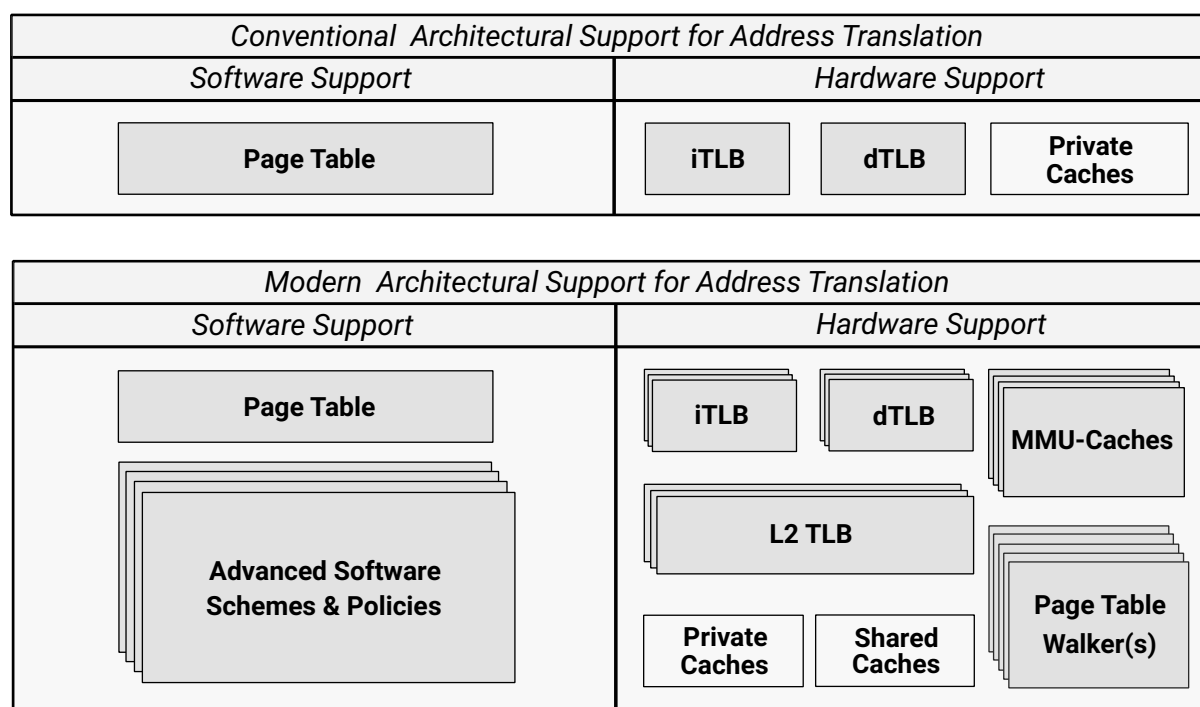 Conventional Architectural Support for Address Translation
Software Support
Hardware Support
Page Table
iTLB
dTLB
Private
Caches
Modern Architectural Support for Address Translation
Software Support
Hardware Support
Page Table
Advanced Software
Schemes & Policies
iTLB
dTLB
MMU-Caches
L2 TLB
Private
Caches
Shared
Caches
Page Table
Walker(s)